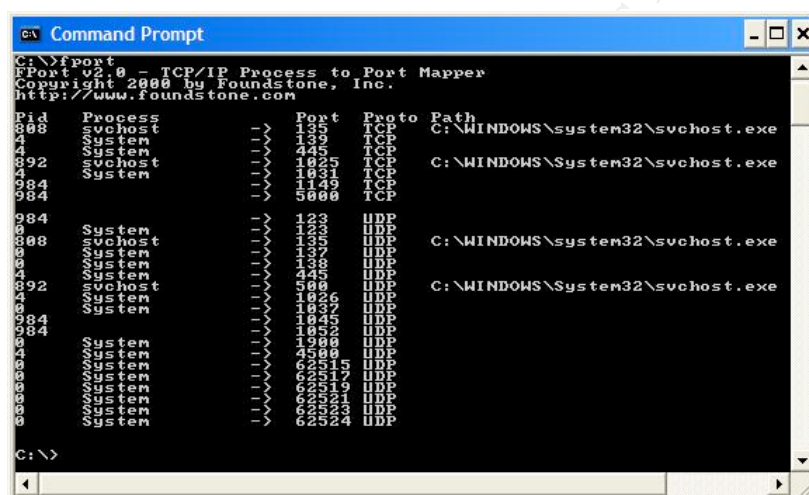 Command Prompt
C:\>fport
FPort v2.0 - TCP/IP Process to Port Mapper
Copyright 2000 by Foundstone, Inc.
http://www.foundstone.com
Pid Process Port Proto Path
808 svchost -> 135 TCP C:\WINDOWS\system32\svchost.exe
4 System -> 139 TCP
4 System -> 445 TCP
892 svchost -> 1025 TCP C:\WINDOWS\System32\svchost.exe
4 System -> 1031 TCP
984 -> 1149 TCP
984 -> 5000 TCP
984 -> 123 UDP
0 System -> 123 UDP
808 svchost -> 135 UDP C:\WINDOWS\system32\svchost.exe
0 System -> 137 UDP
0 System -> 138 UDP
4 System -> 445 UDP
892 svchost -> 500 UDP C:\WINDOWS\System32\svchost.exe
4 System -> 1026 UDP
0 System -> 1037 UDP
984 -> 1045 UDP
984 -> 1052 UDP
0 System -> 1900 UDP
4 System -> 4500 UDP
0 System -> 62515 UDP
0 System -> 62517 UDP
0 System -> 62519 UDP
0 System -> 62521 UDP
0 System -> 62523 UDP
0 System -> 62524 UDP
C:\>